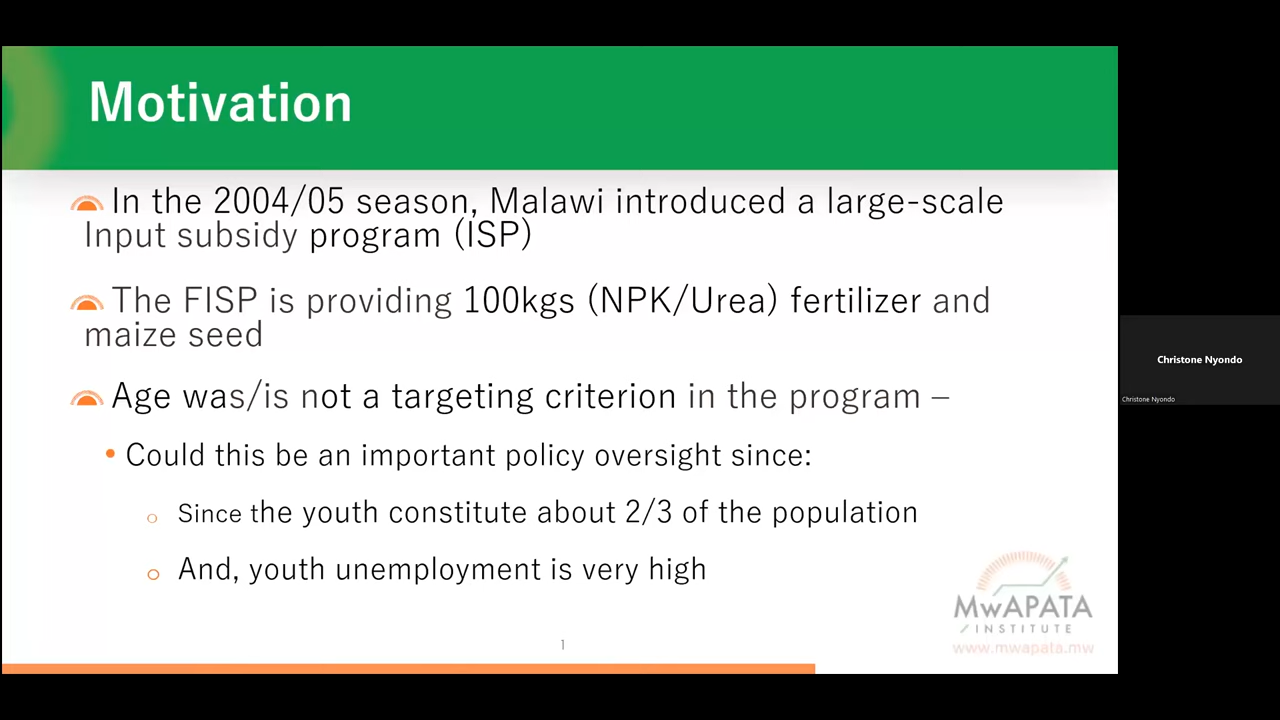 Motivation
In the 2004/05 season, Malawi introduced a large-scale
Input subsidy program (ISP)
The FISP is providing 100kgs (NPK/Urea) fertilizer and
maize seed
Age was/is not a targeting criterion in the program –
• Could this be an important policy oversight since:
o Since the youth constitute about 2/3 of the population
o And, youth unemployment is very high
MwAPATA
INSTITUTE
www.mwapata.mw
1
Christone Nyondo
Christone Nyondo